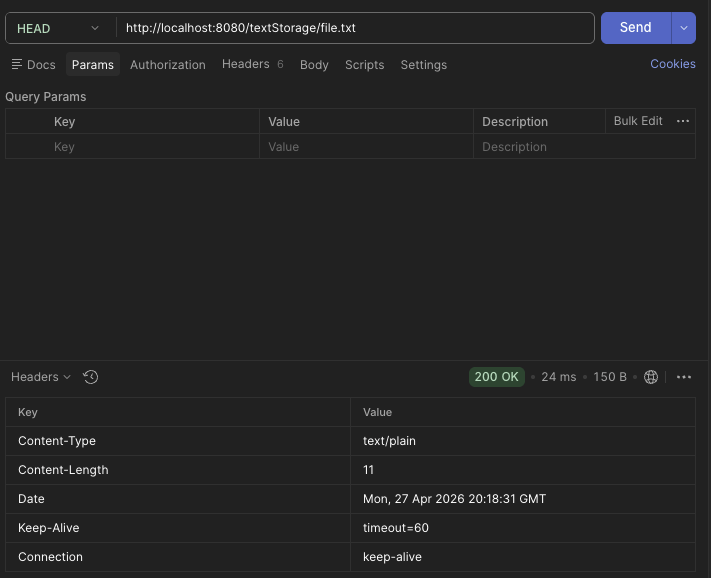 HEAD http://localhost:8080/textStorage/file.txt Send
Docs Params Authorization Headers 6 Body Scripts Settings Cookies
Query Params
Key Value Description Bulk Edit
Key Value Description
Headers 200 OK • 24 ms • 150 B •
Key Value
Content-Type text/plain
Content-Length 11
Date Mon, 27 Apr 2026 20:18:31 GMT
Keep-Alive timeout=60
Connection keep-alive